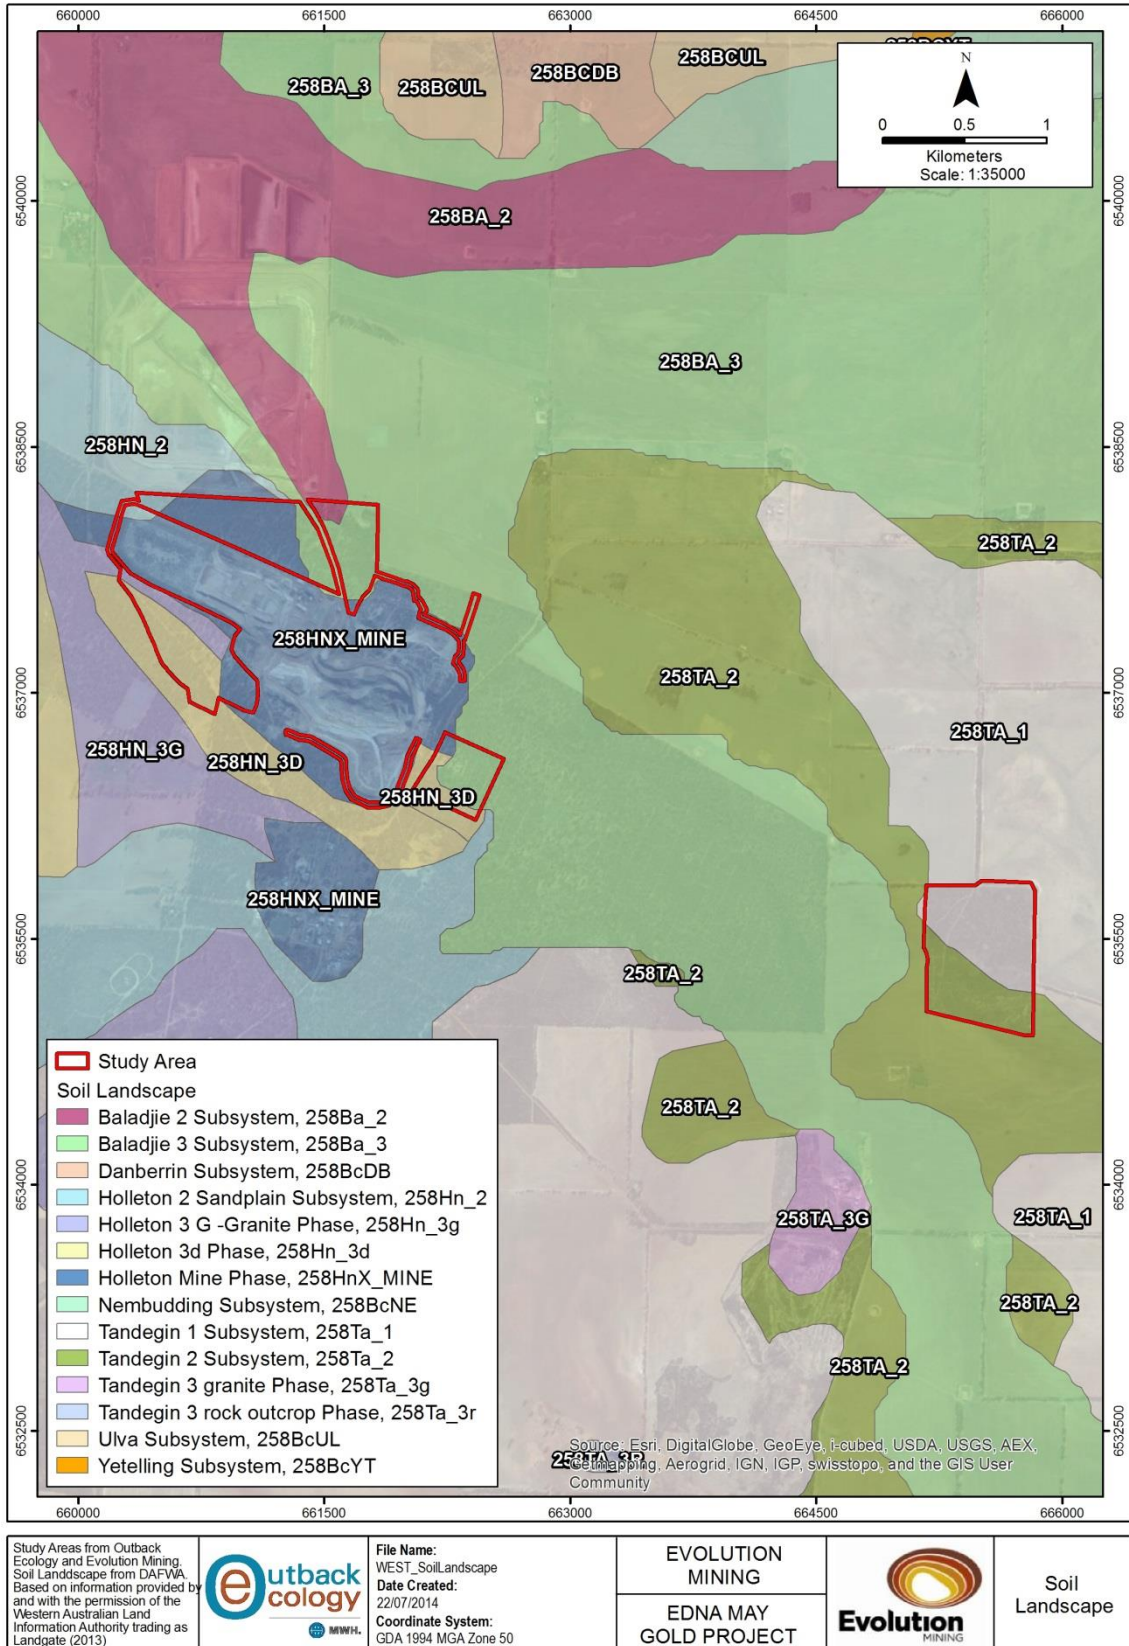 660000 661500 663000 664500 666000
258BA_3
258BCUL
258BCDB
258BCUL
N
0 0.5 1
Kilometers
Scale: 1:35000
6540000
258BA_2
6540000
258BA_3
6538500
258HN_2
6538500
258TA_2
258HNX_MINE
6537000
258TA_2
6537000
258TA_1
258HN_3G
258HN_3D
258HN_3D
258HNX_MINE
6535500
6535500
258TA_2
258TA_2
6534000
6534000
258TA_3G
258TA_1
258TA_2
258TA_2
6532500
6532500
258TA_3R
Study Area
Soil Landscape
Baladjie 2 Subsystem, 258Ba_2
Baladjie 3 Subsystem, 258Ba_3
Danberrin Subsystem, 258BcDB
Holleton 2 Sandplain Subsystem, 258Hn_2
Holleton 3 G -Granite Phase, 258Hn_3g
Holleton 3d Phase, 258Hn_3d
Holleton Mine Phase, 258HnX_MINE
Nembudding Subsystem, 258BcNE
Tandegin 1 Subsystem, 258Ta_1
Tandegin 2 Subsystem, 258Ta_2
Tandegin 3 granite Phase, 258Ta_3g
Tandegin 3 rock outcrop Phase, 258Ta_3r
Ulva Subsystem, 258BcUL
Yetelling Subsystem, 258BcYT
Source: Esri, DigitalGlobe, GeoEye, i-cubed, USDA, USGS, AEX,
Getmapping, Aerogrid, IGN, IGP, swisstopo, and the GIS User
Community
660000 661500 663000 664500 666000
Study Areas from Outback
Ecology and Evolution Mining.
Soil Landdscape from DAFWA.
Based on information provided by
and with the permission of the
Western Australian Land
Information Authority trading as
Landgate (2013)
Outback
ecology
MWH.
File Name:
WEST_SoilLandscape
Date Created:
22/07/2014
Coordinate System:
GDA 1994 MGA Zone 50
EVOLUTION
MINING
EDNA MAY
GOLD PROJECT
Evolution
MINING
Soil
Landscape